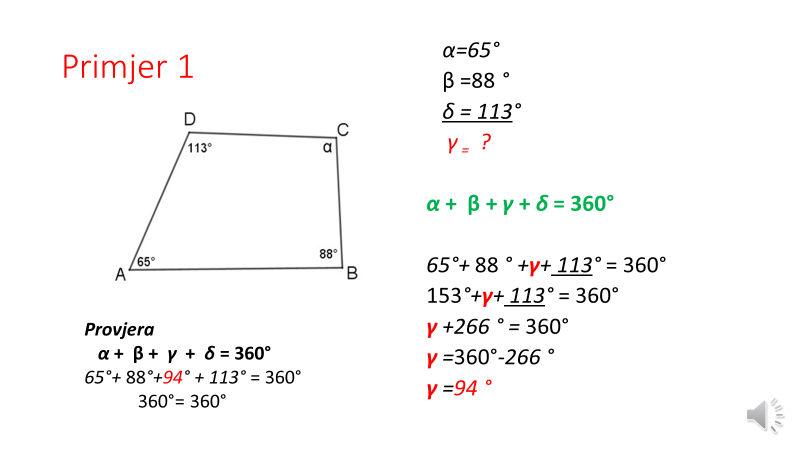 Primjer 1
D
C
113°
α
88°
65°
A
B
Provjera
α + β + γ + δ = 360°
65°+ 88°+94° + 113° = 360°
360°= 360°
α=65°
β =88 °
δ = 113°
γ = ?
α + β + γ + δ = 360°
65°+ 88 ° +γ+ 113° = 360°
153°+γ+ 113° = 360°
γ +266 ° = 360°
γ =360°-266 °
γ =94 °